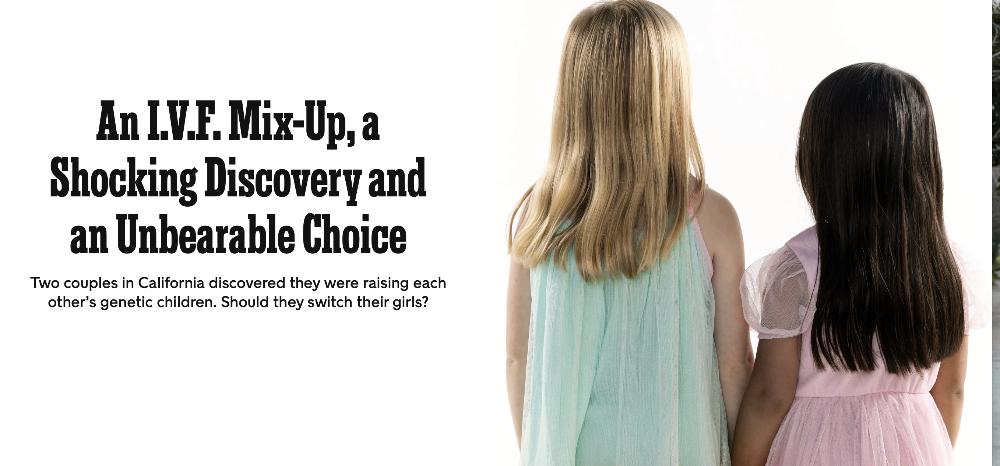 An I.V.F. Mix-Up, a
Shocking Discovery and
an Unbearable Choice
Two couples in California discovered they were raising each
other’s genetic children. Should they switch their girls?